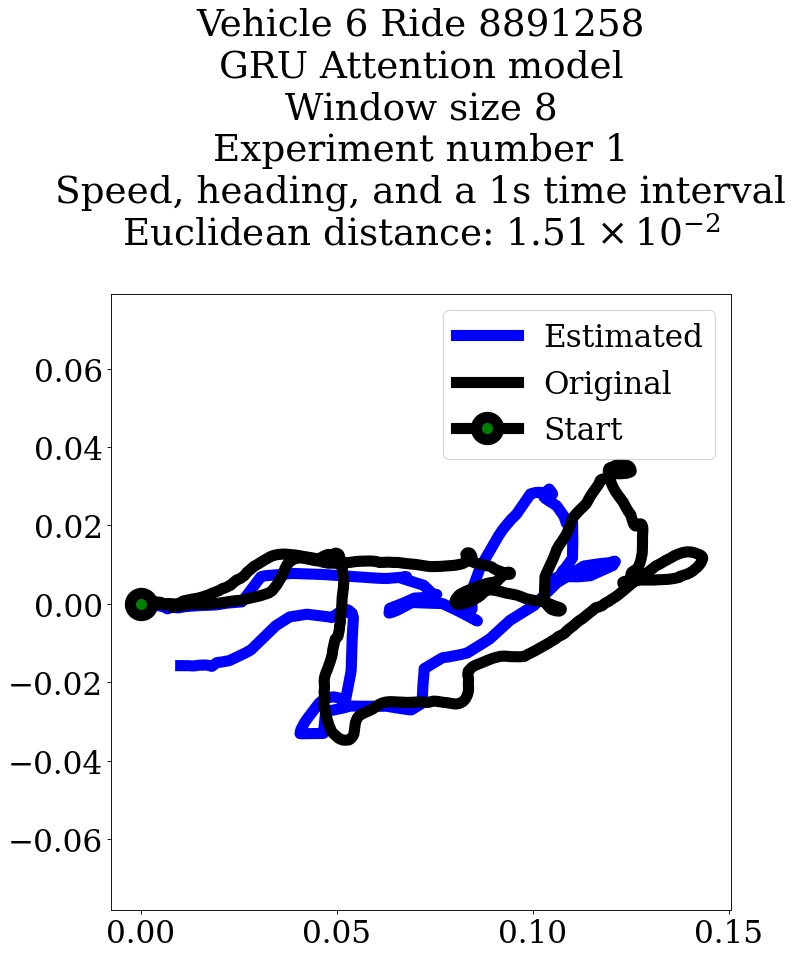 Vehicle 6 Ride 8891258
GRU Attention model
Window size 8
Experiment number 1
Speed, heading, and a 1s time interval
Euclidean distance: 1.51 × 10⁻²
Estimated
Original
Start
0.06
0.04
0.02
0.00
−0.02
−0.04
−0.06
0.00 0.05 0.10 0.15